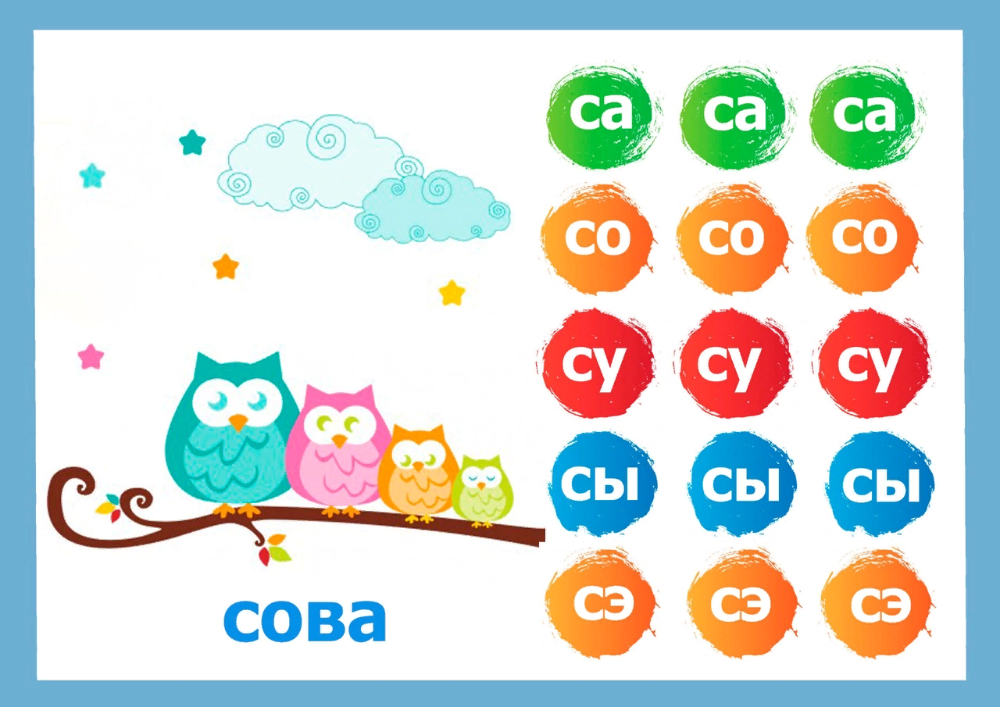 са са са
со со со
су су су
сы сы сы
сэ сэ сэ
сова